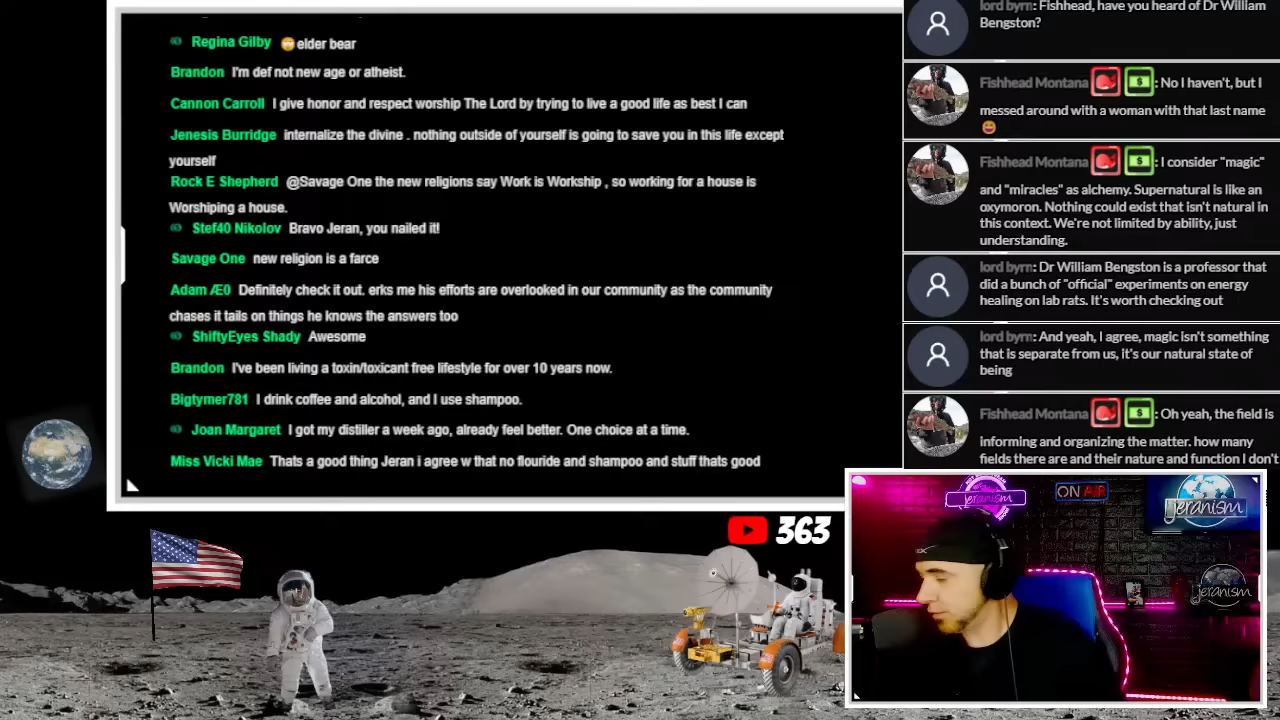 Regina Gilby 🙄elder bear
Brandon I'm def not new age or atheist.
Cannon Carroll I give honor and respect worship The Lord by trying to live a good life as best I can
Jenesis Burridge internalize the divine . nothing outside of yourself is going to save you in this life except
yourself
Rock E Shepherd @Savage One the new religions say Work is Workship , so working for a house is
Worshiping a house.
Stef40 Nikolov Bravo Jeran, you nailed it!
Savage One new religion is a farce
Adam Æ0 Definitely check it out. erks me his efforts are overlooked in our community as the community
chases it tails on things he knows the answers too
ShiftyEyes Shady Awesome
Brandon I've been living a toxin/toxicant free lifestyle for over 10 years now.
Bigtymer781 I drink coffee and alcohol, and I use shampoo.
Joan Margaret I got my distiller a week ago, already feel better. One choice at a time.
Miss Vicki Mae Thats a good thing Jeran i agree w that no flouride and shampoo and stuff thats good
lord byrn: Fishhead, have you heard of Dr William
Bengston?
Fishhead Montana $: No I haven't, but I
messed around with a woman with that last name
😄
Fishhead Montana $: I consider "magic"
and "miracles" as alchemy. Supernatural is like an
oxymoron. Nothing could exist that isn't natural in
this context. We're not limited by ability, just
understanding.
lord byrn: Dr William Bengston is a professor that
did a bunch of "official" experiments on energy
healing on lab rats. It's worth checking out
lord byrn: And yeah, I agree, magic isn't something
that is separate from us, it's our natural state of
being
Fishhead Montana $: Oh yeah, the field is
informing and organizing the matter. how many
fields there are and their nature and function I don't
363
jeranism
ON AIR
jeranism
jeranism